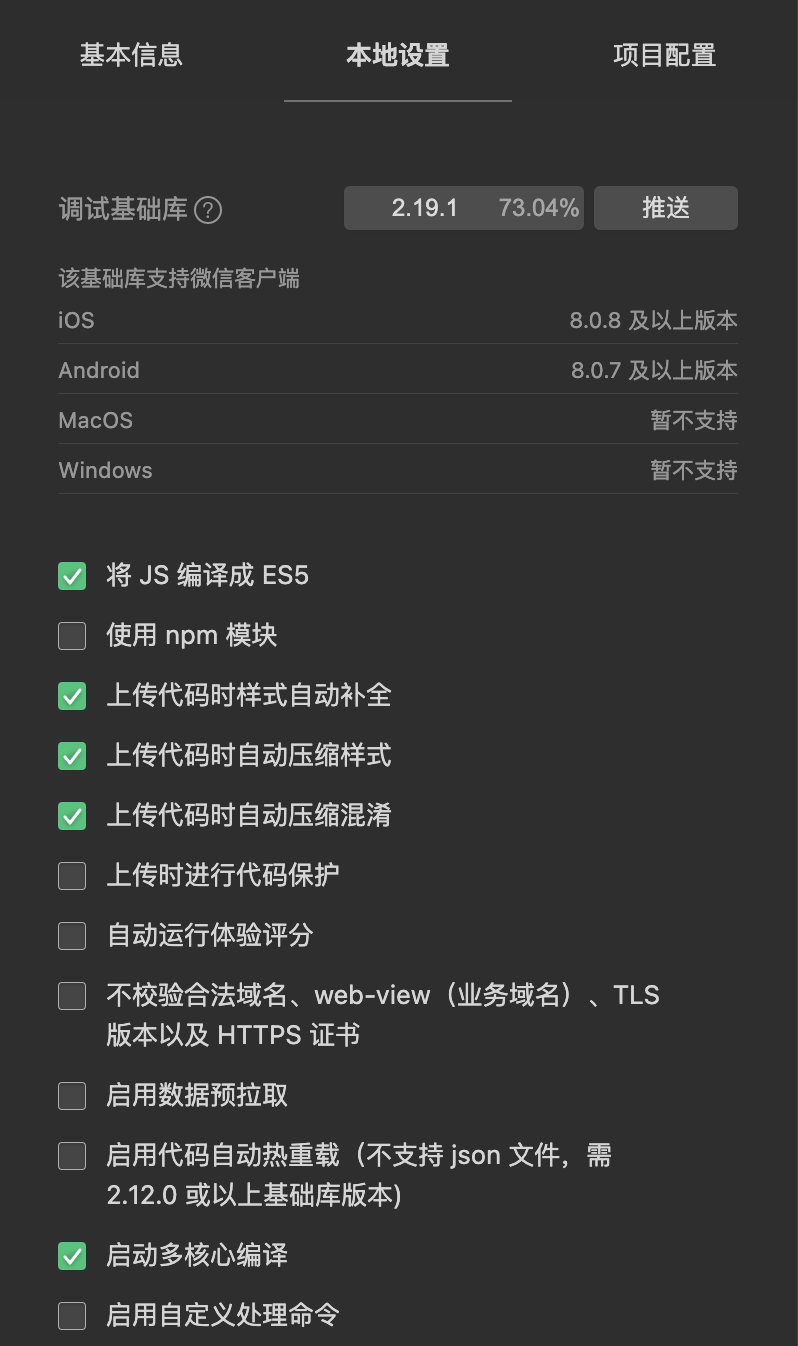 基本信息 本地设置 项目配置
调试基础库 ? 2.19.1 73.04% 推送
该基础库支持微信客户端
iOS 8.0.8 及以上版本
Android 8.0.7 及以上版本
MacOS 暂不支持
Windows 暂不支持
将 JS 编译成 ES5
使用 npm 模块
上传代码时样式自动补全
上传代码时自动压缩样式
上传代码时自动压缩混淆
上传时进行代码保护
自动运行体验评分
不校验合法域名、web-view（业务域名）、TLS
版本以及 HTTPS 证书
启用数据预拉取
启用代码自动热重载（不支持 json 文件，需
2.12.0 或以上基础库版本)
启动多核心编译
启用自定义处理命令